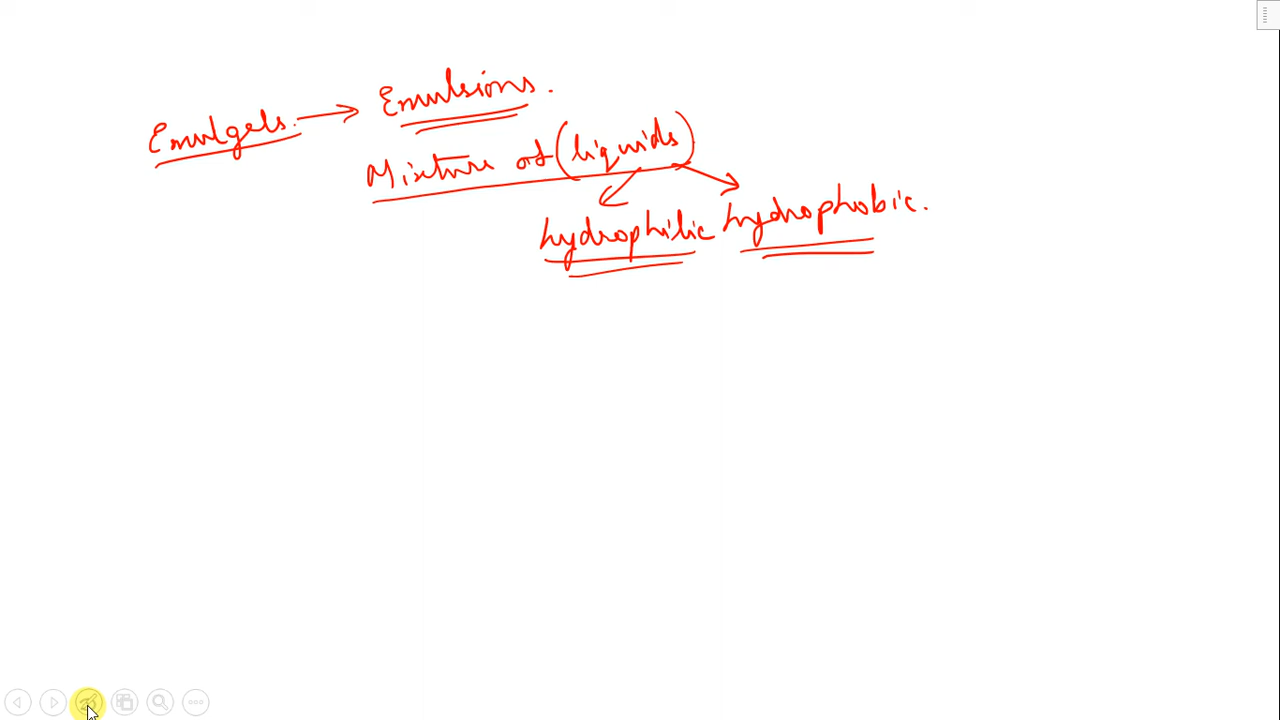 Emulgels. → Emulsions.
Mixture of (liquids)
hydrophilic hydrophobic.